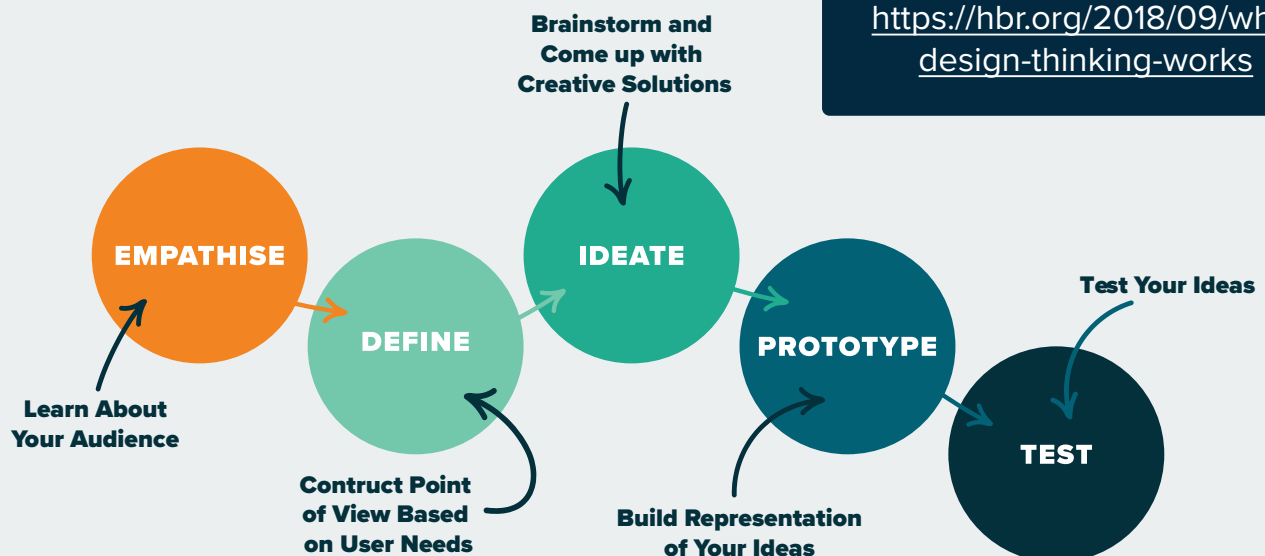 https://hbr.org/2018/09/wh
design-thinking-works
Brainstorm and
Come up with
Creative Solutions
EMPATHISE
IDEATE
Test Your Ideas
DEFINE
PROTOTYPE
Learn About
Your Audience
TEST
Contruct Point
of View Based
on User Needs
Build Representation
of Your Ideas